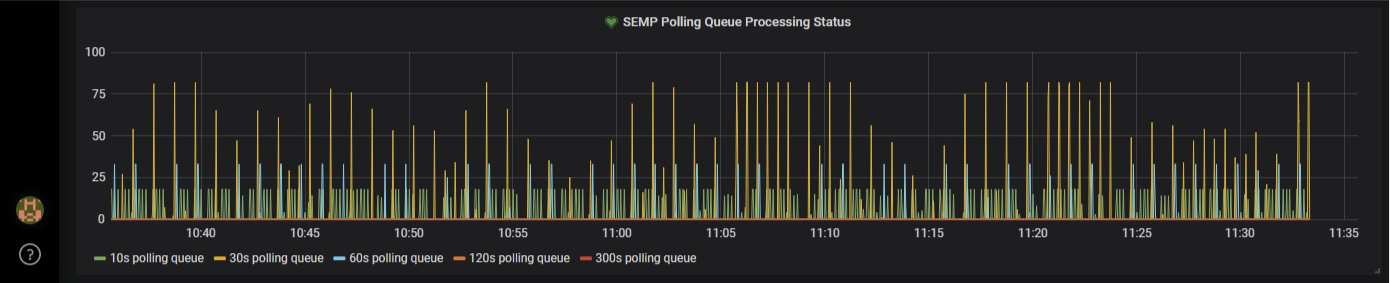 SEMP Polling Queue Processing Status
100
75
50
25
0
10:40 10:45 10:50 10:55 11:00 11:05 11:10 11:15 11:20 11:25 11:30 11:35
10s polling queue 30s polling queue 60s polling queue 120s polling queue 300s polling queue
?